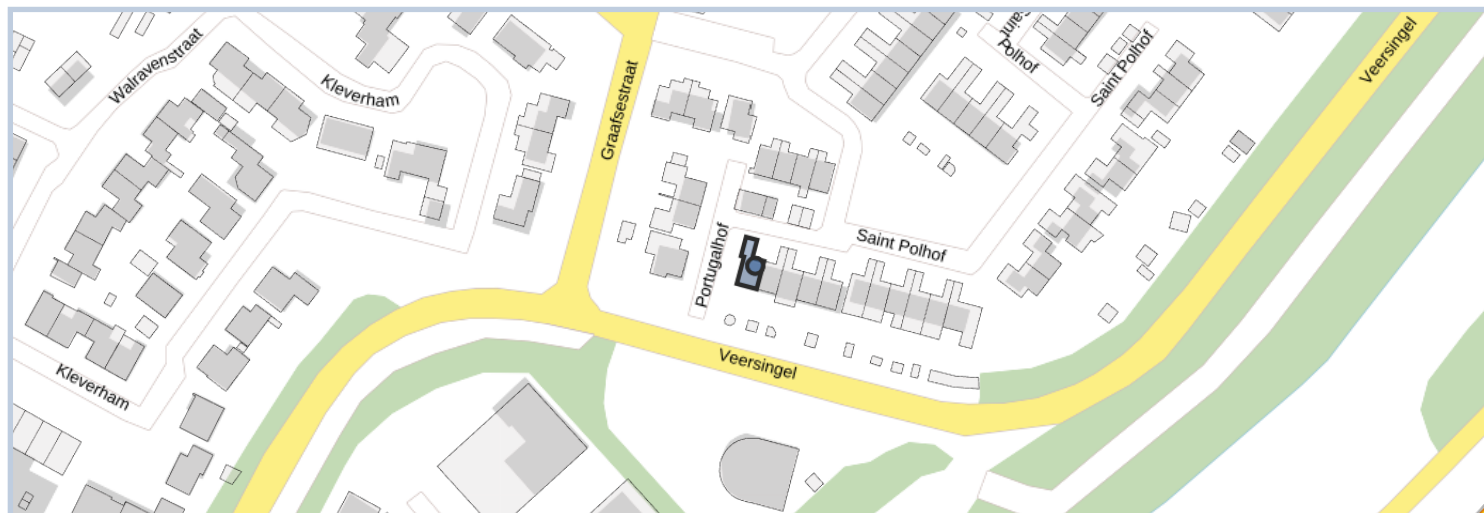 Walravenstraat
Kleverham
Graafsestraat
Saint
Polhof
Saint Polhof
Veersingel
Portugalhof
Saint Polhof
Veersingel
Kleverham